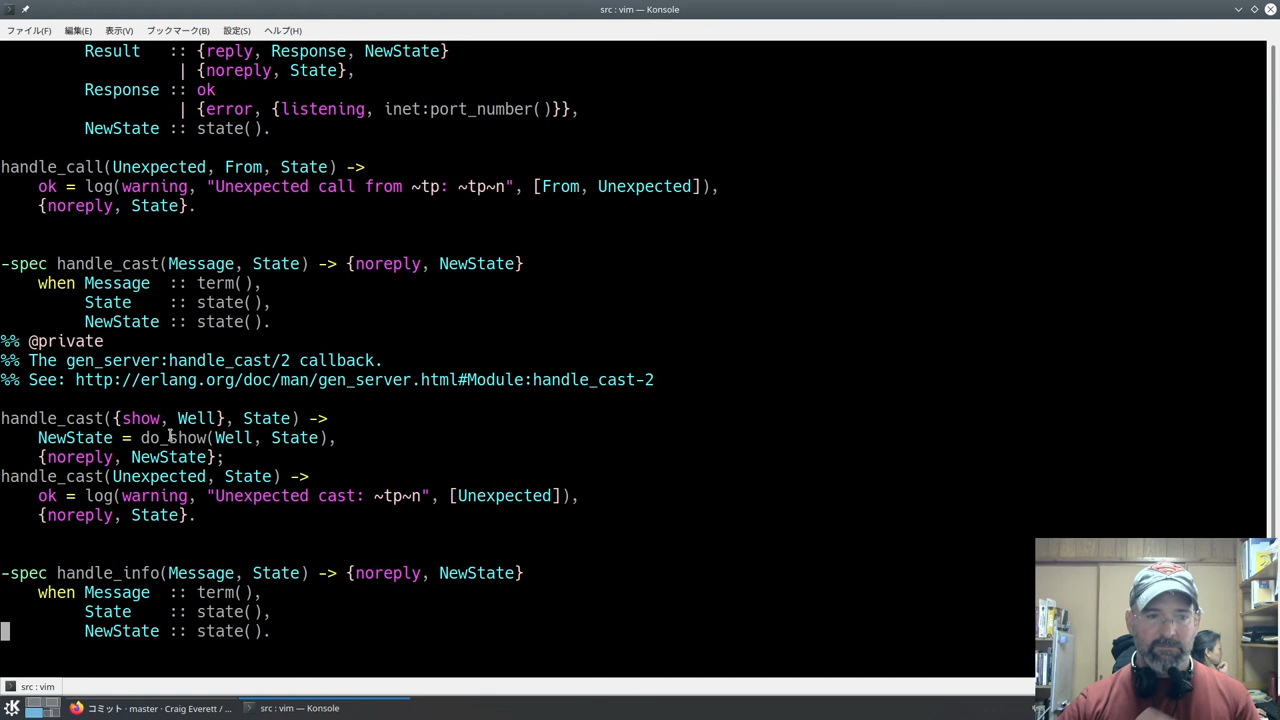 src : vim — Konsole
ファイル(F) 編集(E) 表示(V) ブックマーク(B) 設定(S) ヘルプ(H)
Result :: {reply, Response, NewState}
| {noreply, State},
Response :: ok
| {error, {listening, inet:port_number()}},
NewState :: state().
handle_call(Unexpected, From, State) ->
ok = log(warning, "Unexpected call from ~tp: ~tp~n", [From, Unexpected]),
{noreply, State}.
-spec handle_cast(Message, State) -> {noreply, NewState}
when Message :: term(),
State :: state(),
NewState :: state().
%% @private
%% The gen_server:handle_cast/2 callback.
%% See: http://erlang.org/doc/man/gen_server.html#Module:handle_cast-2
handle_cast({show, Well}, State) ->
NewState = do_show(Well, State),
{noreply, NewState};
handle_cast(Unexpected, State) ->
ok = log(warning, "Unexpected cast: ~tp~n", [Unexpected]),
{noreply, State}.
-spec handle_info(Message, State) -> {noreply, NewState}
when Message :: term(),
State :: state(),
NewState :: state().
src : vim
コミット · master · Craig Everett / ...
src : vim — Konsole